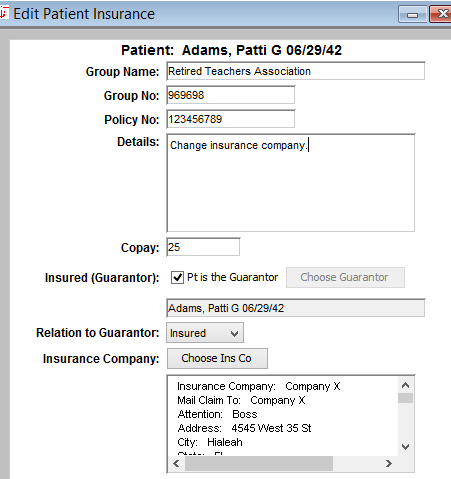 Edit Patient Insurance
Patient: Adams, Patti G 06/29/42
Group Name: Retired Teachers Association
Group No: 969698
Policy No: 123456789
Details: Change insurance company.
Copay: 25
Insured (Guarantor): Pt is the Guarantor Choose Guarantor
Adams, Patti G 06/29/42
Relation to Guarantor: Insured
Insurance Company: Choose Ins Co
Insurance Company: Company X
Mail Claim To: Company X
Attention: Boss
Address: 4545 West 35 St
City: Hialeah